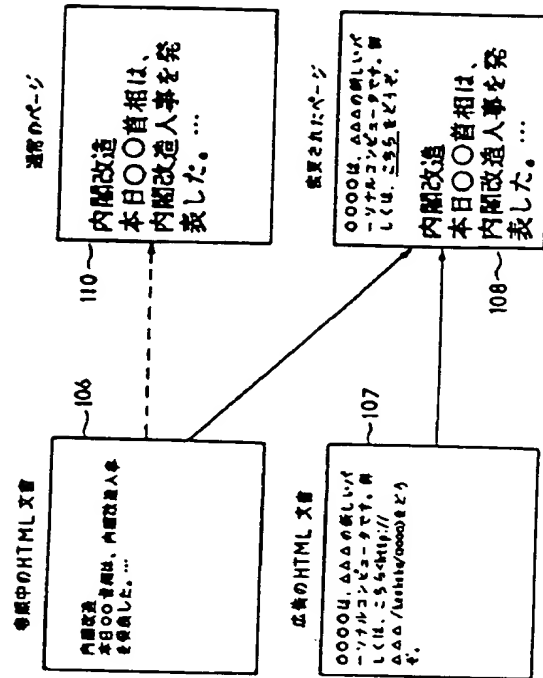 参照中のHTML 文書
106
内閣改造
本日〇〇首相は、内閣改造人事
を発表した。…
通常のページ
110
内閣改造
本日〇〇首相は、
内閣改造人事を発
表した。…
広告のHTML 文書
107
〇〇〇〇は、△△△の新しいパ
ーソナルコンピュータです。詳
しくは、こちら<http://
△△△をどう
ぞ。
変更されたページ
108
〇〇〇〇は、△△△の新しいパ
ーソナルコンピュータです。詳
しくは、こちらをどうぞ。
内閣改造
本日〇〇首相は、
内閣改造人事を発
表した。…